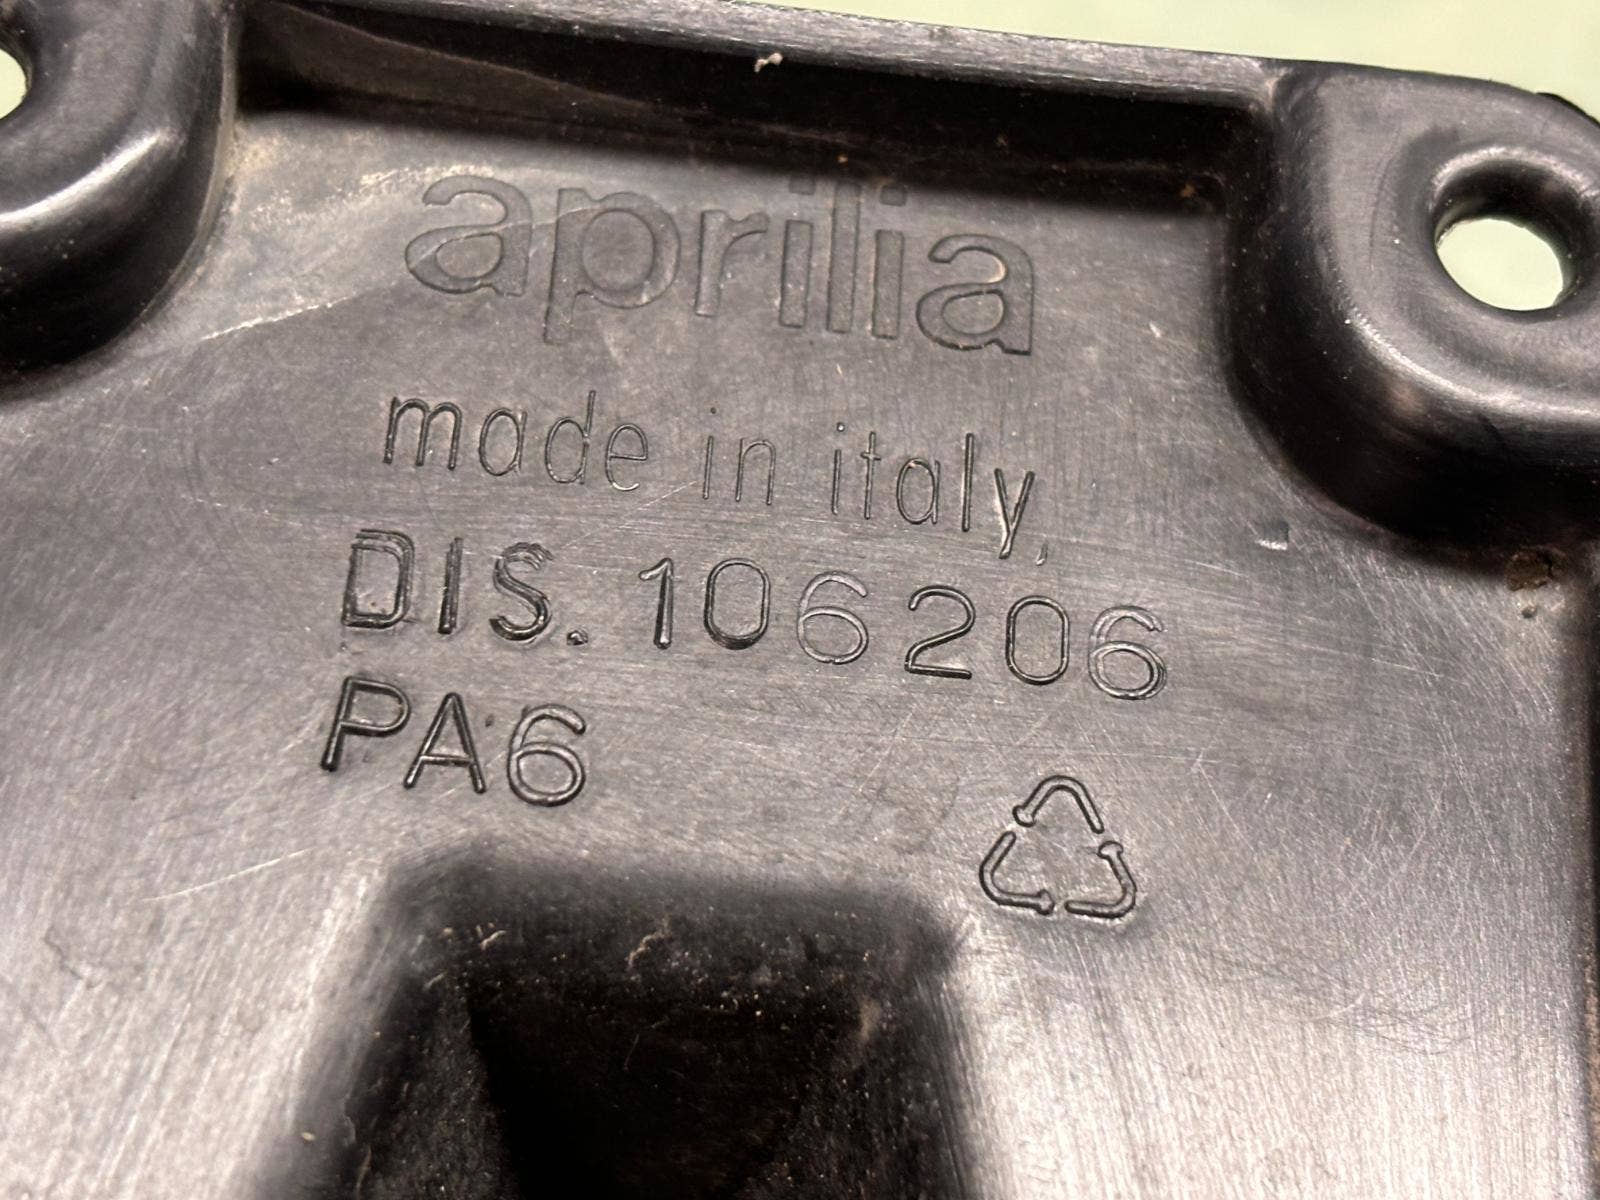 aprilia
made in italy,
DIS. 106206
PA6